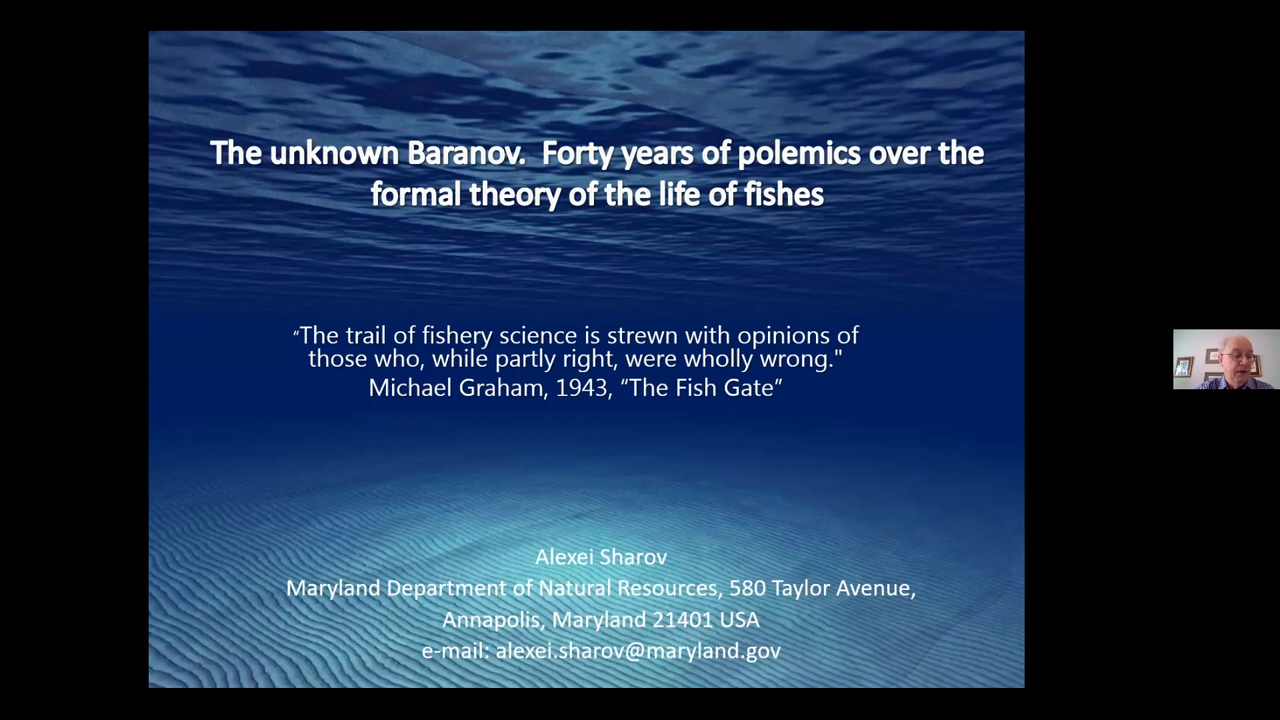 The unknown Baranov.  Forty years of polemics over the
formal theory of the life of fishes
“The trail of fishery science is strewn with opinions of
those who, while partly right, were wholly wrong."
Michael Graham, 1943, “The Fish Gate”
Alexei Sharov
Maryland Department of Natural Resources, 580 Taylor Avenue,
Annapolis, Maryland 21401 USA
e-mail: alexei.sharov@maryland.gov